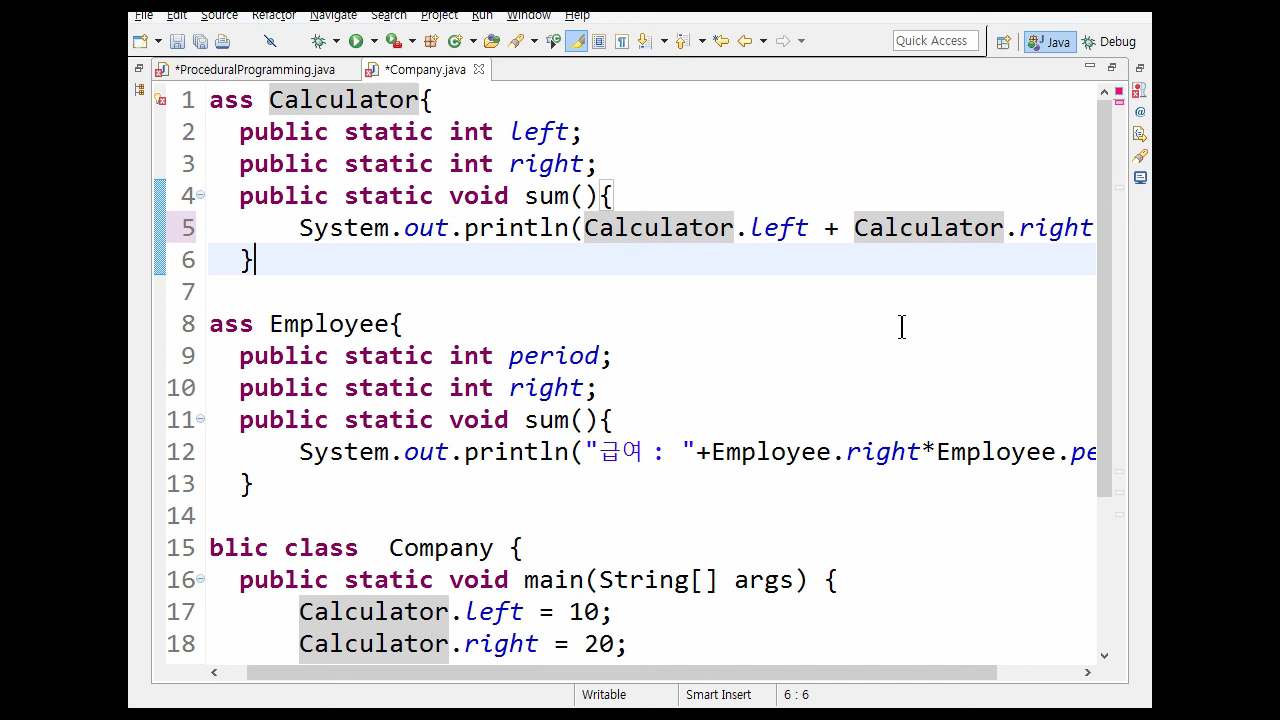 File Edit Source Refactor Navigate Search Project Run Window Help
Quick Access Java Debug
*ProceduralProgramming.java *Company.java
1 ass Calculator{
2 public static int left;
3 public static int right;
4 public static void sum(){
5 System.out.println(Calculator.left + Calculator.right
6 }
7
8 ass Employee{
9 public static int period;
10 public static int right;
11 public static void sum(){
12 System.out.println("급여 : "+Employee.right*Employee.pe
13 }
14
15 blic class Company {
16 public static void main(String[] args) {
17 Calculator.left = 10;
18 Calculator.right = 20;
Writable Smart Insert 6 : 6